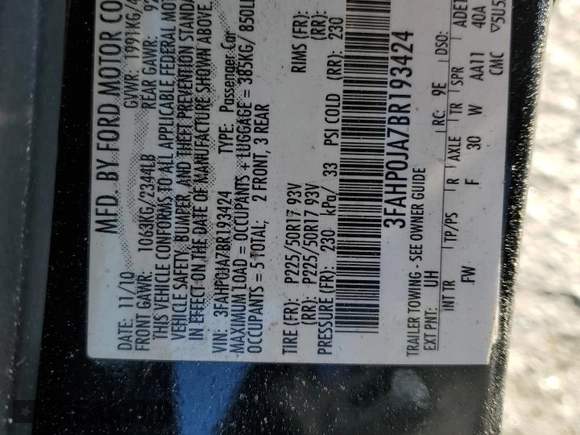 MFD. BY FORD MOTOR CO
DATE: 11/10 GVWR: 1991KG/4
FRONT GAWR: 1063KG/2344LB REAR GAWR: 92
VEHICLE CONFORMS TO ALL APPLICABLE FEDERAL MOT
VEHICLE SAFETY, BUMPER, AND THEFT PREVENTION STANDA
IN EFFECT ON THE DATE OF MANUFACTURE SHOWN ABOVE.
VIN: 3FAHP0JA7BR193424 TYPE: Passenger Car
MAXIMUM LOAD = OCCUPANTS + LUGGAGE = 385KG/ 850L
OCCUPANTS = 5 TOTAL; 2 FRONT, 3 REAR
TIRE (FR): P225/50R17 93V RIMS (FR):
(RR): P225/50R17 93V (RR):
PRESSURE (FR): 230 kPa/ 33 PSI COLD (RR): 230
3FAHP0JA7BR193424
TRAILER TOWING - SEE OWNER GUIDE
EXT PNT: UH RC: 9E DSO:
INT TR TP/PS R AXLE TR SPR ADET
FW F 30 W AA11 40A
CMC